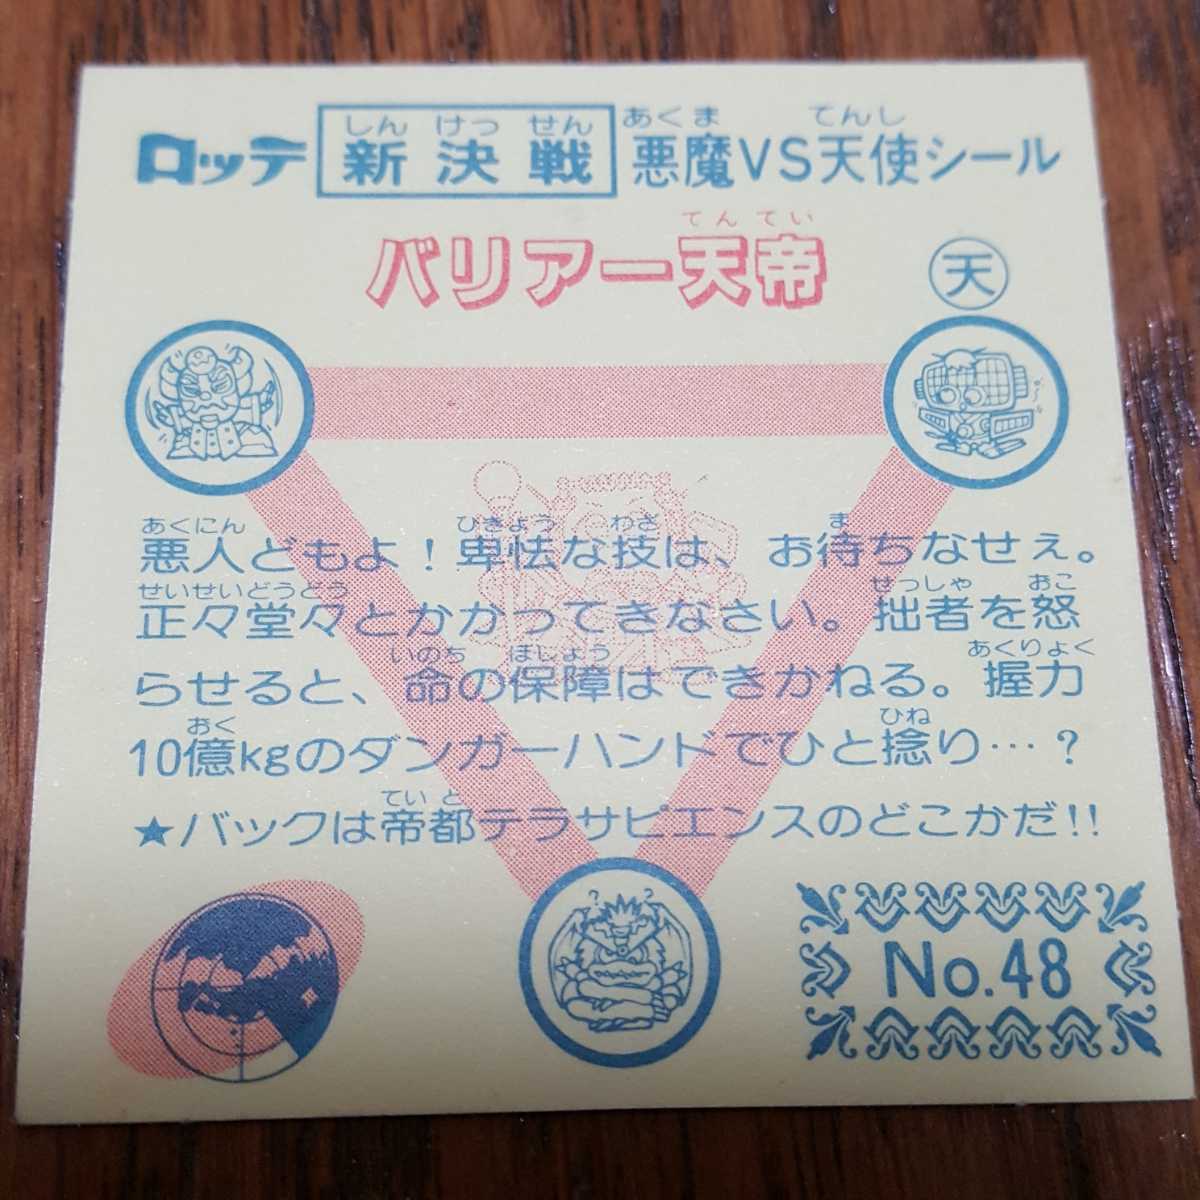 ロッテ 新決戦 悪魔VS天使シール
しん けっ せん あくま てんし
バリアー天帝
てんてい
天
悪人どもよ！卑怯な技は、お待ちなせぇ。
あくにん ひきょう わざ ま
正々堂々とかかってきなさい。拙者を怒
せいせいどうどう せっしゃ おこ
らせると、命の保障はできかねる。握力
いのち ほしょう あくりょく
10億kgのダンガーハンドでひと捻り…？
おく ひね
★バックは帝都テラサピエンスのどこかだ!!
ていと
？ ？
No.48